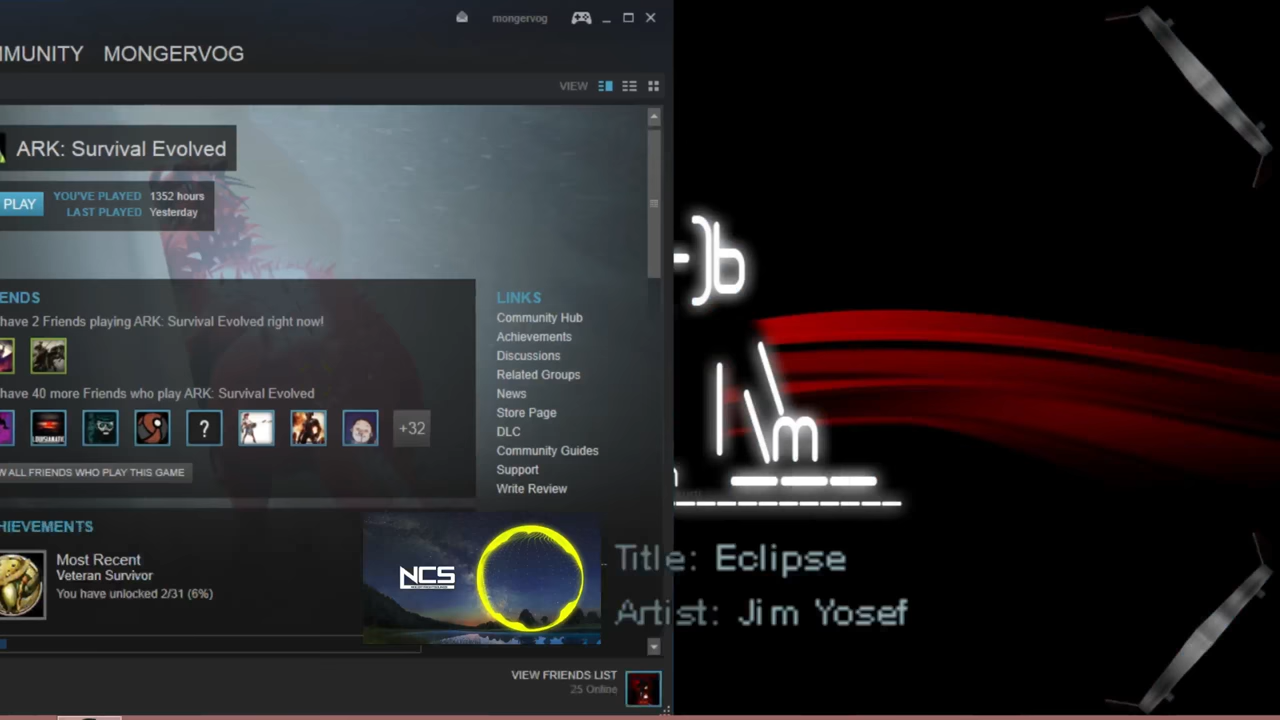 mongervog
MMUNITY MONGERVOG
VIEW
ARK: Survival Evolved
PLAY YOU'VE PLAYED 1352 hours
LAST PLAYED Yesterday
ENDS
have 2 Friends playing ARK: Survival Evolved right now!
have 40 more Friends who play ARK: Survival Evolved
?
+32
W ALL FRIENDS WHO PLAY THIS GAME
LINKS
Community Hub
Achievements
Discussions
Related Groups
News
Store Page
DLC
Community Guides
Support
Write Review
HIEVEMENTS
Most Recent
Veteran Survivor
You have unlocked 2/31 (6%)
NCS
Title: Eclipse
Artist: Jim Yosef
VIEW FRIENDS LIST
25 Online